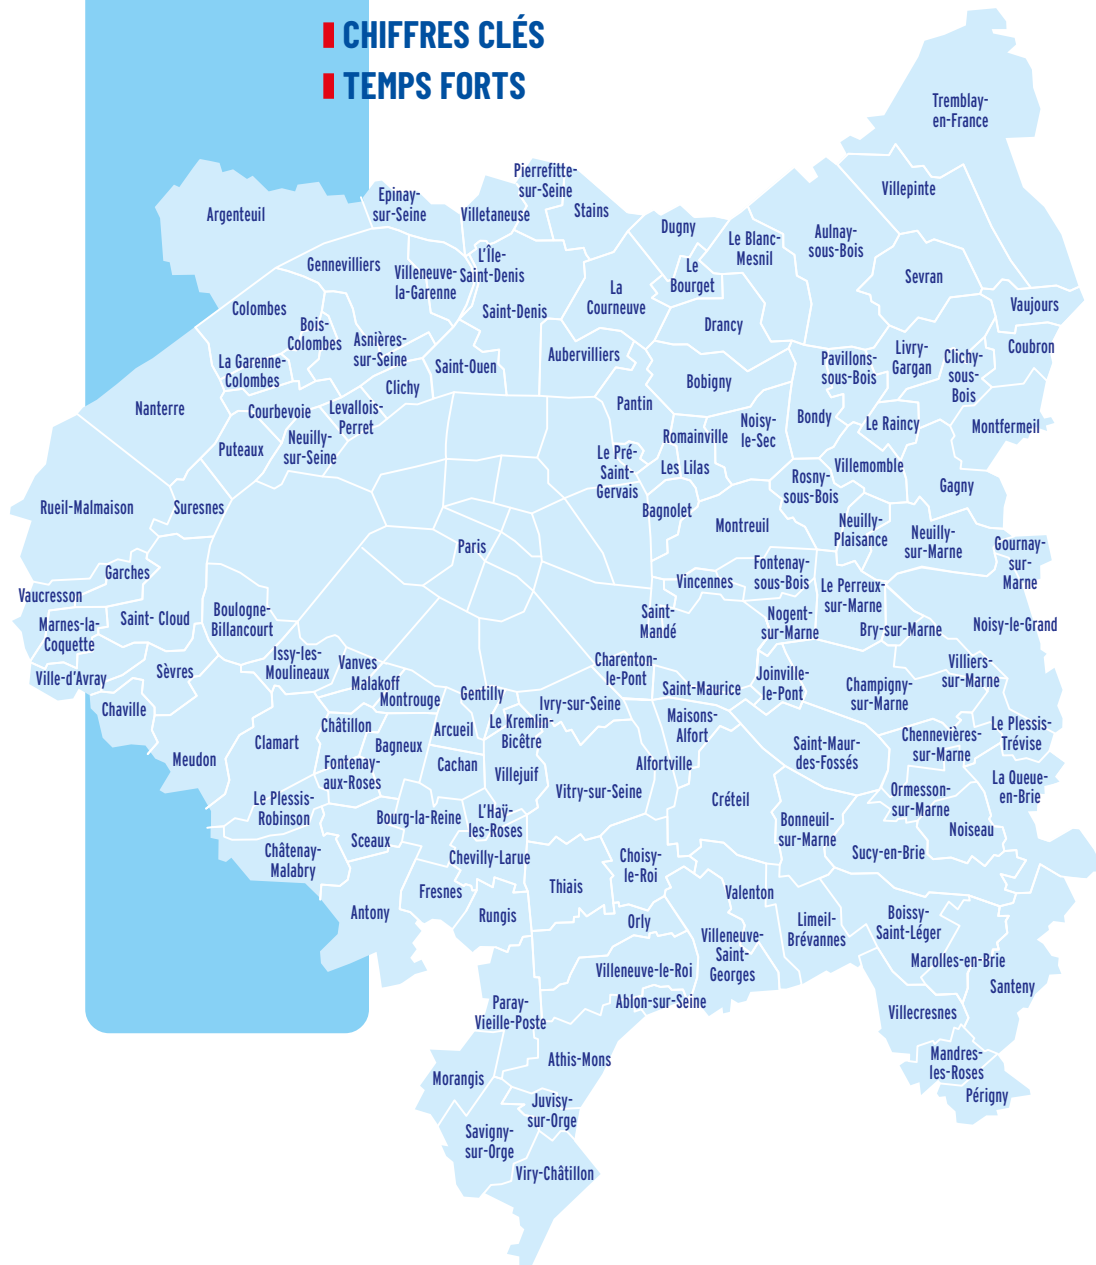 CHIFFRES CLÉS
TEMPS FORTS
Tremblay-
en-France
Pierrefitte-
sur-Seine
Villepinte
Epinay-
sur-Seine
Argenteuil
Villetaneuse
Stains
Dugny
Le Blanc-
Mesnil
Aulnay-
sous-Bois
Gennevilliers
Villeneuve-
la-Garenne
L'Île-
Saint-Denis
Le
Bourget
Sevran
La
Courneuve
Vaujours
Colombes
Saint-Denis
Bois-
Colombes
Asnières-
sur-Seine
Drancy
Coubron
La Garenne-
Colombes
Saint-Ouen
Aubervilliers
Pavillons-
sous-Bois
Livry-
Gargan
Clichy-
sous-
Bois
Clichy
Bobigny
Nanterre
Courbevoie
Levallois-
Perret
Pantin
Noisy-
le-Sec
Bondy
Le Raincy
Montfermeil
Puteaux
Neuilly-
sur-Seine
Romainville
Le Pré-
Saint-
Gervais
Les Lilas
Rosny-
sous-Bois
Villemomble
Gagny
Rueil-Malmaison
Suresnes
Bagnolet
Montreuil
Neuilly-
Plaisance
Neuilly-
sur-Marne
Gournay-
sur-
Marne
Paris
Garches
Vincennes
Fontenay-
sous-Bois
Le Perreux-
sur-Marne
Vaucresson
Marnes-la-
Coquette
Saint- Cloud
Boulogne-
Billancourt
Saint-
Mandé
Nogent-
sur-Marne
Bry-sur-Marne
Noisy-le-Grand
Ville-d'Avray
Sèvres
Issy-les-
Moulineaux
Vanves
Malakoff
Montrouge
Gentilly
Charenton-
le-Pont
Saint-Maurice
Joinville-
le-Pont
Champigny-
sur-Marne
Villiers-
sur-Marne
Chaville
Ivry-sur-Seine
Maisons-
Alfort
Châtillon
Arcueil
Le Kremlin-
Bicêtre
Meudon
Clamart
Bagneux
Saint-Maur-
des-Fossés
Chennevières-
sur-Marne
Le Plessis-
Trévise
Fontenay-
aux-Roses
Cachan
Villejuif
Alfortville
Vitry-sur-Seine
La Queue-
en-Brie
Le Plessis-
Robinson
Bourg-la-Reine
L'Haÿ-
les-Roses
Créteil
Bonneuil-
sur-Marne
Ormesson-
sur-Marne
Noiseau
Sceaux
Châtenay-
Malabry
Chevilly-Larue
Choisy-
le-Roi
Sucy-en-Brie
Fresnes
Thiais
Valenton
Antony
Rungis
Orly
Limeil-
Brévannes
Boissy-
Saint-Léger
Villeneuve-
Saint-
Georges
Villeneuve-le-Roi
Marolles-en-Brie
Santeny
Paray-
Vieille-Poste
Ablon-sur-Seine
Villecresnes
Athis-Mons
Mandres-
les-Roses
Morangis
Périgny
Juvisy-
sur-Orge
Savigny-
sur-Orge
Viry-Châtillon